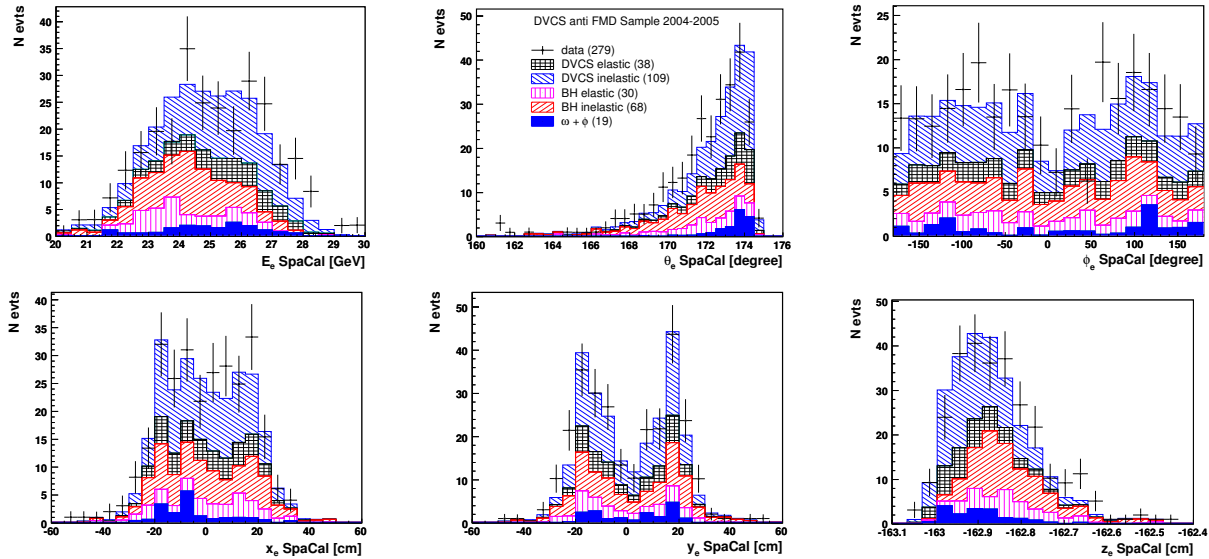 N evts
40
35
30
25
20
15
10
5
0
20 21 22 23 24 25 26 27 28 29 30
E_e SpaCal [GeV]
N evts
50
40
30
20
10
0
160 162 164 166 168 170 172 174 176
θ_e SpaCal [degree]
DVCS anti FMD Sample 2004-2005
data (279)
DVCS elastic (38)
DVCS inelastic (109)
BH elastic (30)
BH inelastic (68)
ω + φ (19)
N evts
25
20
15
10
5
0
-150 -100 -50 0 50 100 150
ϕ_e SpaCal [degree]
N evts
40
35
30
25
20
15
10
5
0
-60 -40 -20 0 20 40 60
x_e SpaCal [cm]
N evts
50
40
30
20
10
0
-60 -40 -20 0 20 40 60
y_e SpaCal [cm]
N evts
50
40
30
20
10
0
-163.1 -163 -162.9 -162.8 -162.7 -162.6 -162.5 -162.4
z_e SpaCal [cm]